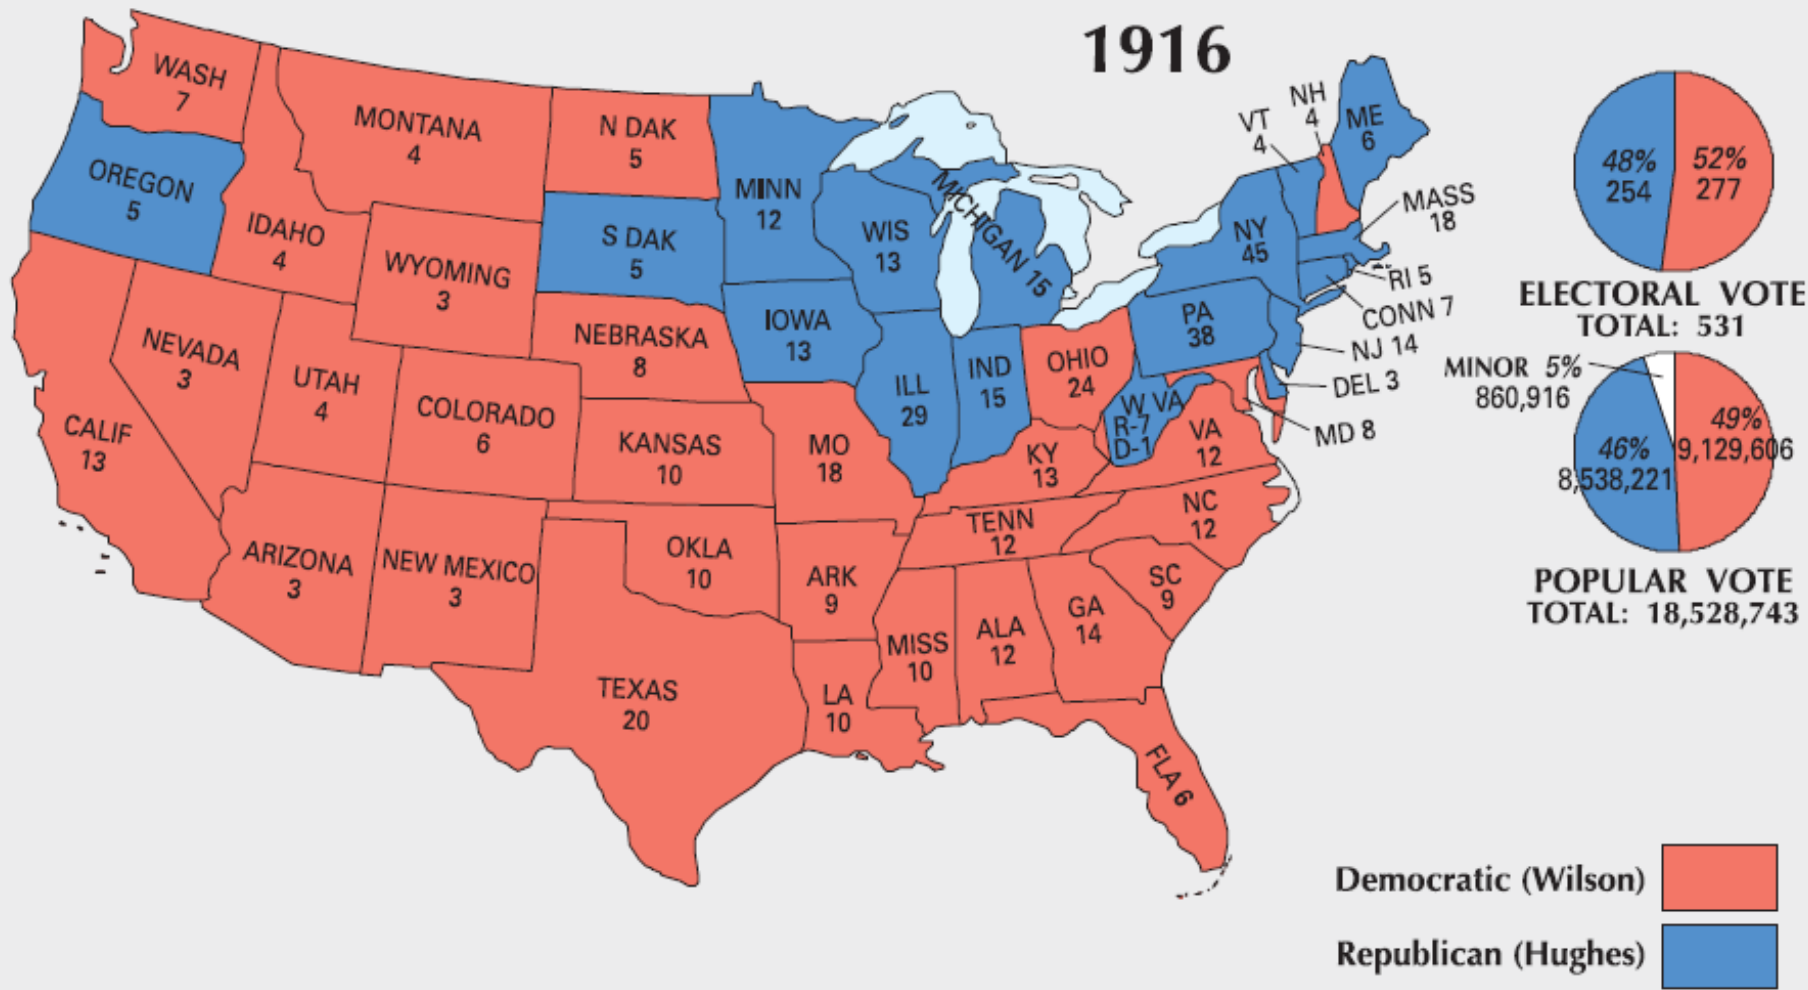 1916
WASH
7
MONTANA
4
N DAK
5
MINN
12
OREGON
5
IDAHO
4
WYOMING
3
S DAK
5
WIS
13
MICHIGAN 15
VT
4
NH
4
ME
6
MASS
18
NY
45
RI 5
CONN 7
NJ 14
DEL 3
MD 8
PA
38
NEVADA
3
UTAH
4
COLORADO
6
NEBRASKA
8
IOWA
13
ILL
29
IND
15
OHIO
24
W VA
R-7
D-1
VA
12
CALIF
13
KANSAS
10
MO
18
KY
13
NC
12
TENN
12
ARIZONA
3
NEW MEXICO
3
OKLA
10
ARK
9
SC
9
MISS
10
ALA
12
GA
14
TEXAS
20
LA
10
FLA 6
48%
254
52%
277
ELECTORAL VOTE
TOTAL: 531
MINOR 5%
860,916
49%
9,129,606
46%
8,538,221
POPULAR VOTE
TOTAL: 18,528,743
Democratic (Wilson)
Republican (Hughes)